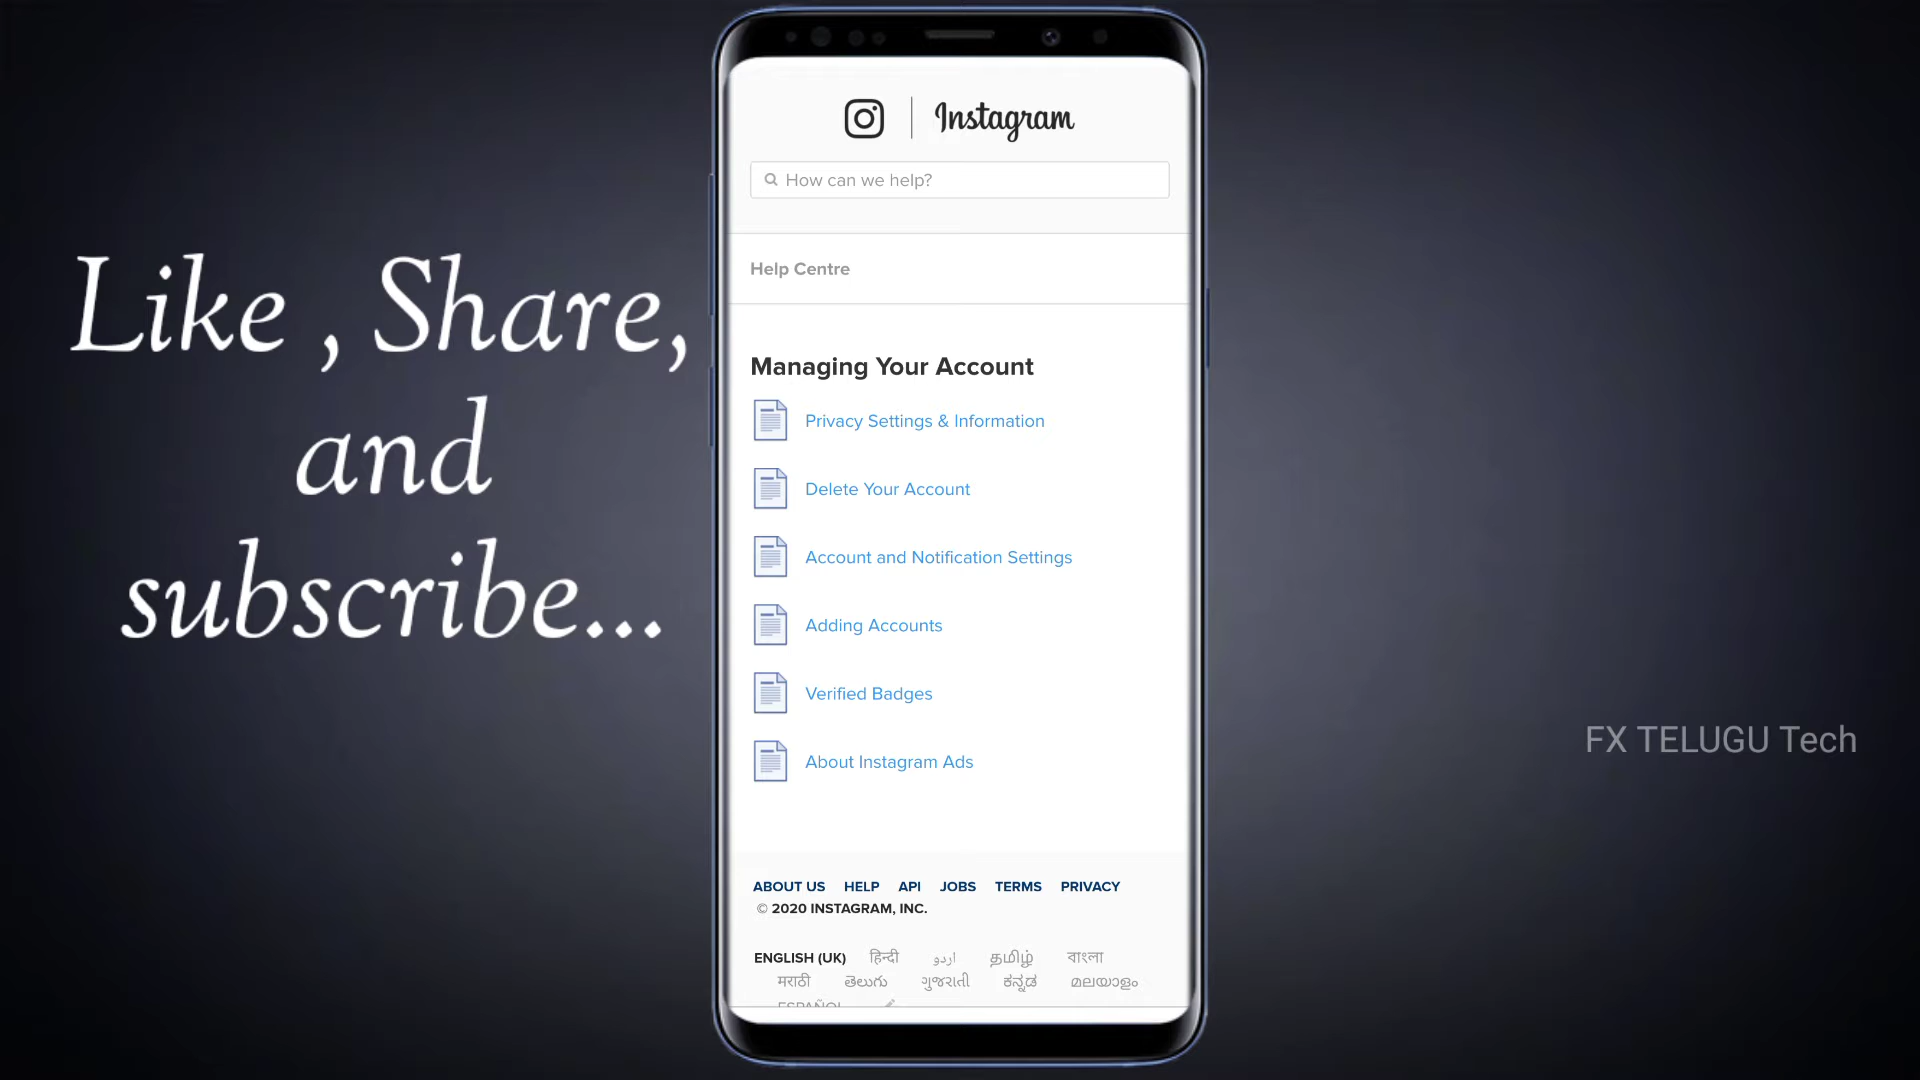 Like , Share,
and
subscribe...
Instagram
How can we help?
Help Centre
Managing Your Account
Privacy Settings & Information
Delete Your Account
Account and Notification Settings
Adding Accounts
Verified Badges
About Instagram Ads
ABOUT US HELP API JOBS TERMS PRIVACY
© 2020 INSTAGRAM, INC.
ENGLISH (UK) हिन्दी اردو தமிழ் বাংলা
मराठी తెలుగు ગુજરાતી ಕನ್ನಡ മലയാളം
ESPAÑOL
FX TELUGU Tech